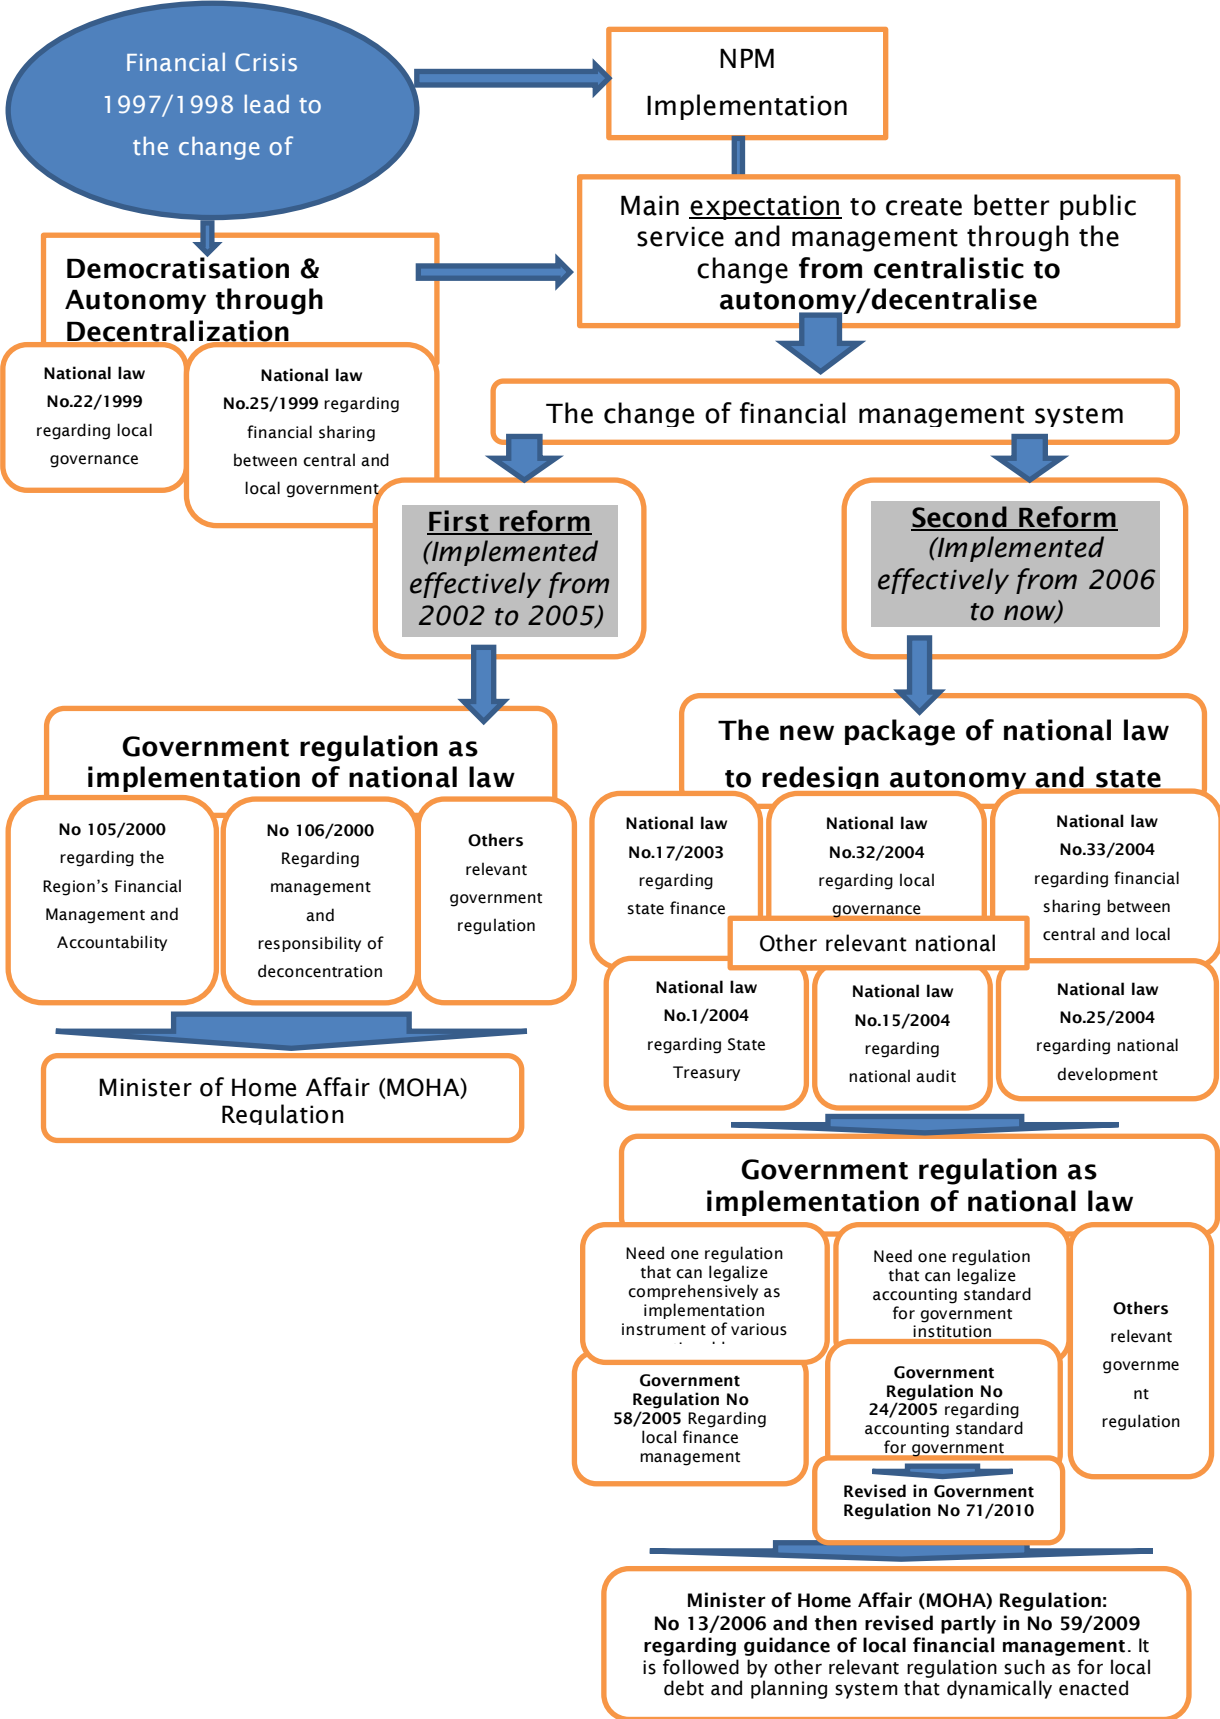 Financial Crisis
1997/1998 lead to
the change of
NPM
Implementation
Main expectation to create better public
service and management through the
change from centralistic to
autonomy/decentralise
Democratisation &
Autonomy through
Decentralization
National law
No.22/1999
regarding local
governance
National law
No.25/1999 regarding
financial sharing
between central and
local government
The change of financial management system
First reform
(Implemented
effectively from
2002 to 2005)
Second Reform
(Implemented
effectively from 2006
to now)
Government regulation as
implementation of national law
No 105/2000
regarding the
Region's Financial
Management and
Accountability
No 106/2000
Regarding
management
and
responsibility of
deconcentration
Others
relevant
government
regulation
Minister of Home Affair (MOHA)
Regulation
The new package of national law
to redesign autonomy and state
National law
No.17/2003
regarding
state finance
National law
No.32/2004
regarding local
governance
National law
No.33/2004
regarding financial
sharing between
central and local
Other relevant national
National law
No.1/2004
regarding State
Treasury
National law
No.15/2004
regarding
national audit
National law
No.25/2004
regarding national
development
Government regulation as
implementation of national law
Need one regulation
that can legalize
comprehensively as
implementation
instrument of various
Need one regulation
that can legalize
accounting standard
for government
institution
Others
relevant
governme
nt
regulation
Government
Regulation No
58/2005 Regarding
local finance
management
Government
Regulation No
24/2005 regarding
accounting standard
for government
Revised in Government
Regulation No 71/2010
Minister of Home Affair (MOHA) Regulation:
No 13/2006 and then revised partly in No 59/2009
regarding guidance of local financial management. It
is followed by other relevant regulation such as for local
debt and planning system that dynamically enacted